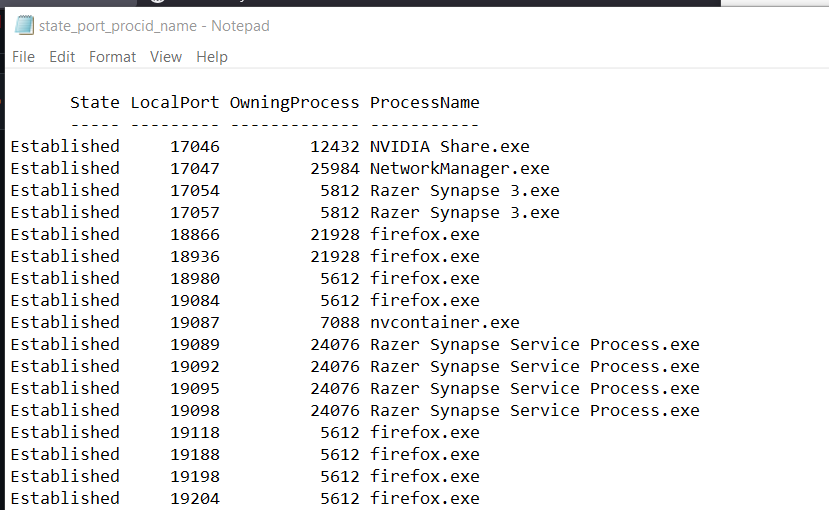 state_port_procid_name - Notepad
File Edit Format View Help
State LocalPort OwningProcess ProcessName
----- --------- ------------- -----------
Established 17046 12432 NVIDIA Share.exe
Established 17047 25984 NetworkManager.exe
Established 17054 5812 Razer Synapse 3.exe
Established 17057 5812 Razer Synapse 3.exe
Established 18866 21928 firefox.exe
Established 18936 21928 firefox.exe
Established 18980 5612 firefox.exe
Established 19084 5612 firefox.exe
Established 19087 7088 nvcontainer.exe
Established 19089 24076 Razer Synapse Service Process.exe
Established 19092 24076 Razer Synapse Service Process.exe
Established 19095 24076 Razer Synapse Service Process.exe
Established 19098 24076 Razer Synapse Service Process.exe
Established 19118 5612 firefox.exe
Established 19188 5612 firefox.exe
Established 19198 5612 firefox.exe
Established 19204 5612 firefox.exe